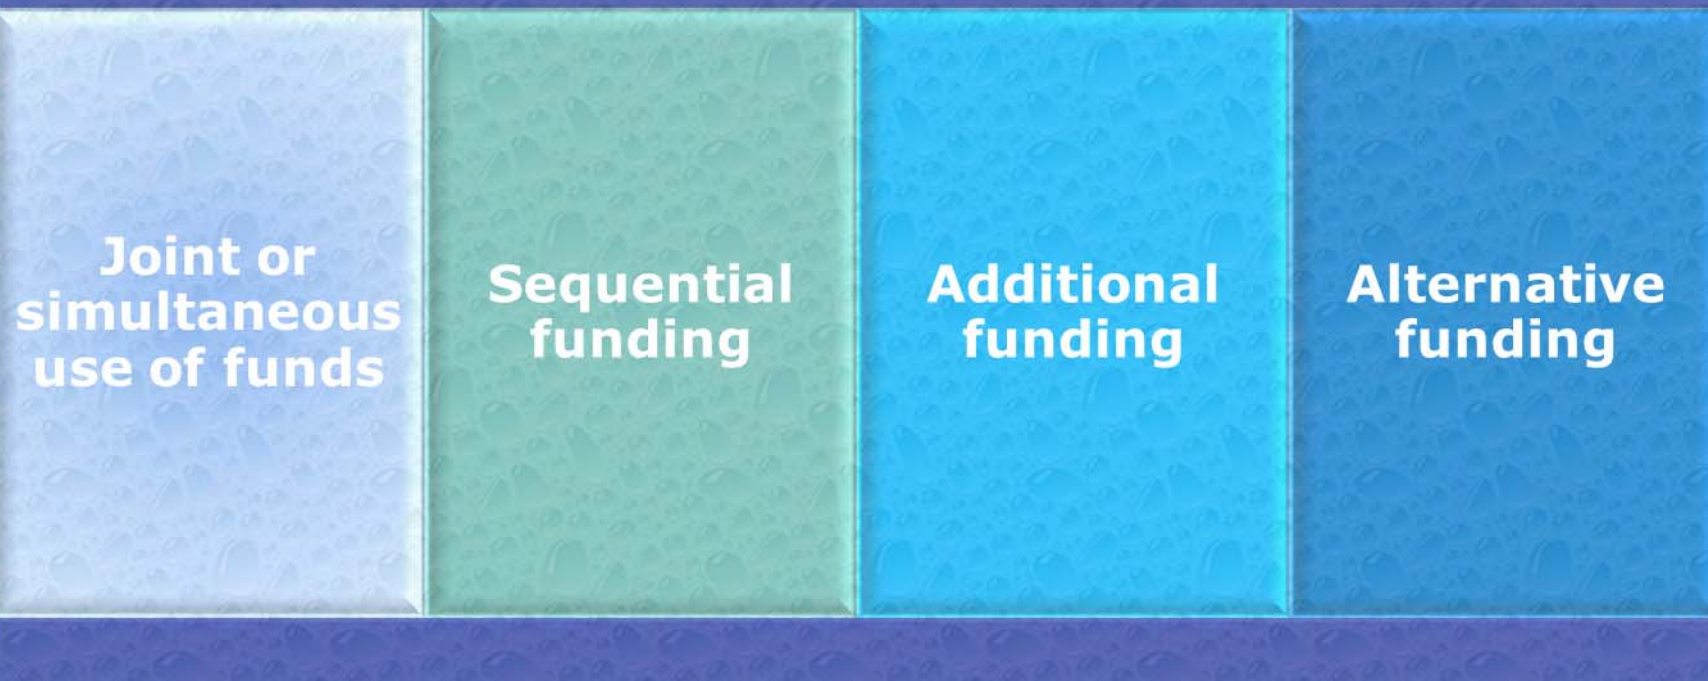 Joint or
simultaneous
use of funds
Sequential
funding
Additional
funding
Alternative
funding